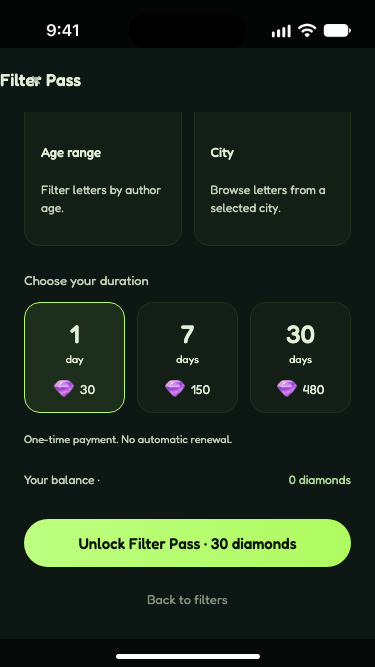 9:41
Filter Pass
Age range
Filter letters by author
age.
City
Browse letters from a
selected city.
Choose your duration
1
day
30
7
days
150
30
days
480
One-time payment. No automatic renewal.
Your balance · 0 diamonds
Unlock Filter Pass · 30 diamonds
Back to filters